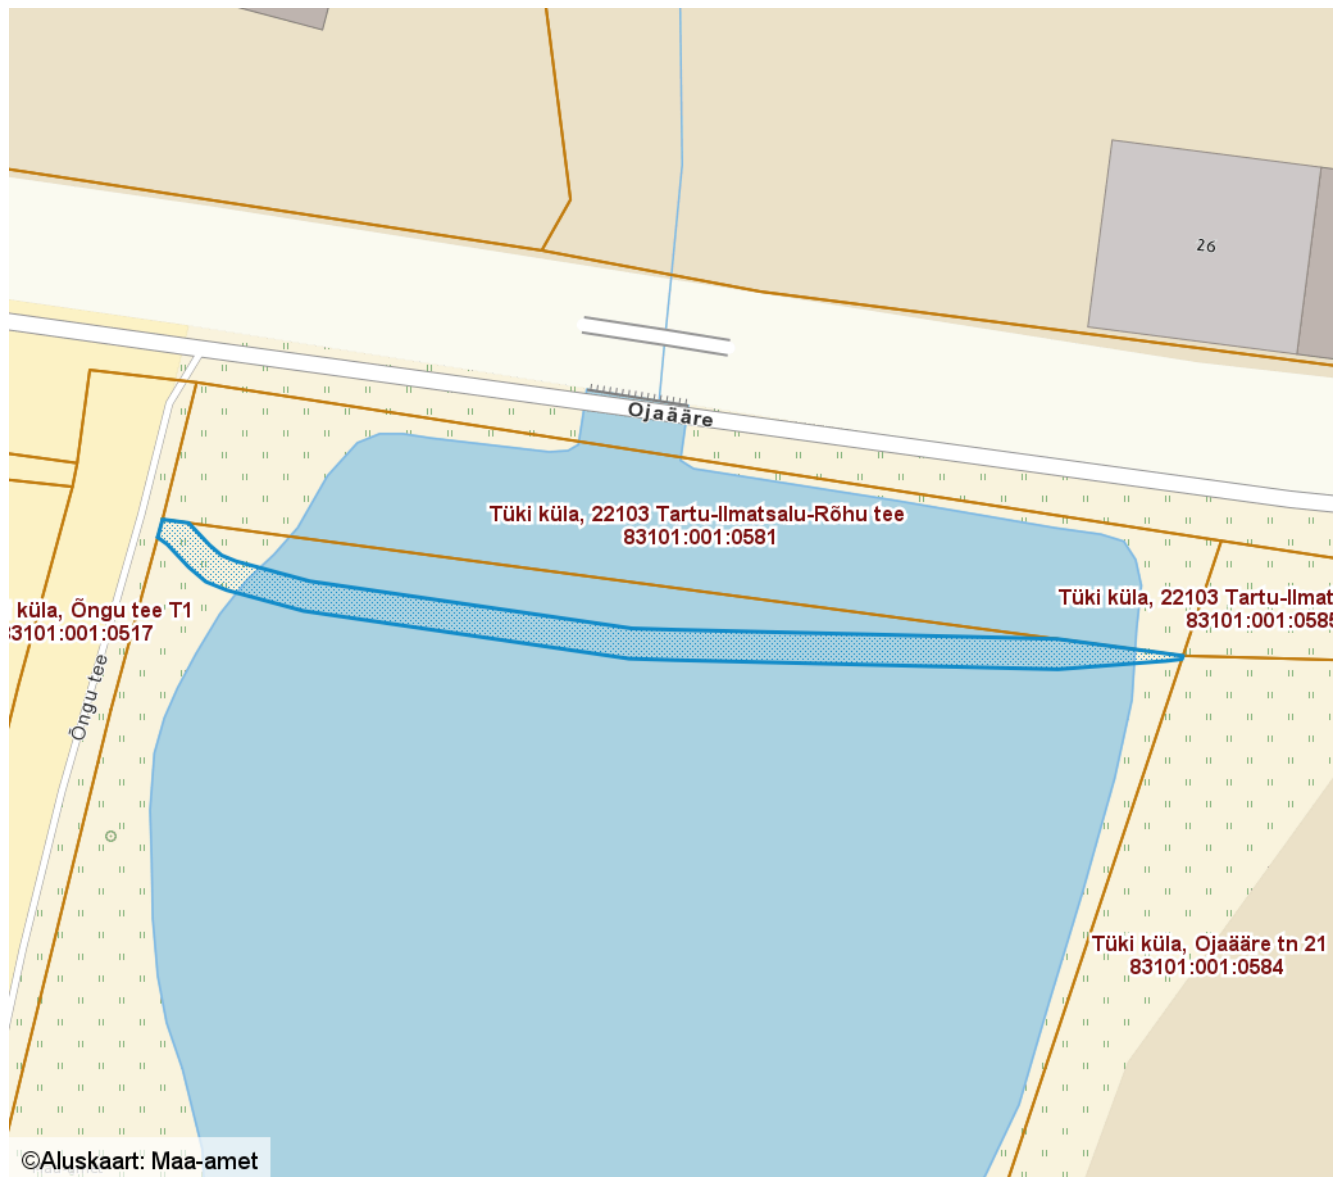 26
Ojaääre
Tüki küla, 22103 Tartu-Ilmatsalu-Rõhu tee
83101:001:0581
küla, Õngu tee T1
83101:001:0517
Tüki küla, 22103 Tartu-Ilmat
83101:001:0585
Õngu tee
Tüki küla, Ojaääre tn 21
83101:001:0584
©Aluskaart: Maa-amet